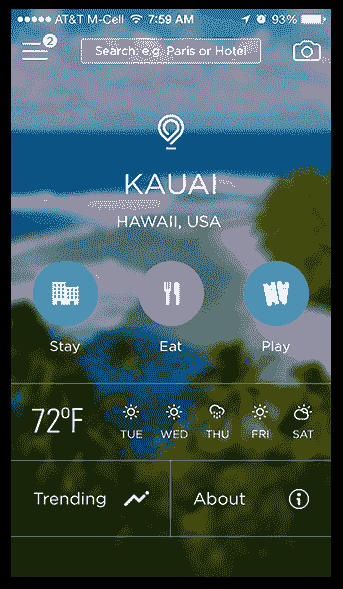 AT&T M-Cell 7:59 AM 93%
2
Search: e.g. Paris or Hotel
KAUAI
HAWAII, USA
Stay Eat Play
72°F
TUE WED THU FRI SAT
Trending About